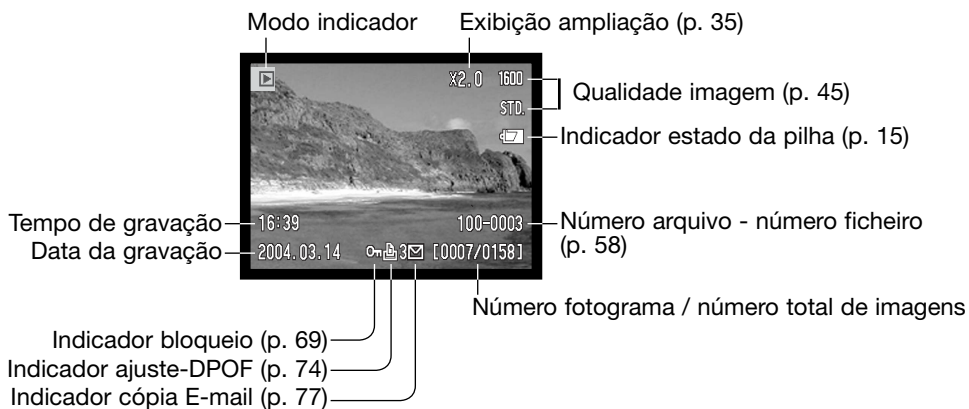 Modo indicador
Exibição ampliação (p. 35)
X2.0 1600
STD.
Qualidade imagem (p. 45)
Indicador estado da pilha (p. 15)
Tempo de gravação
16:39
100-0003
Número arquivo - número ficheiro
(p. 58)
Data da gravação
2004.03.14
3
[0007/0158]
Número fotograma / número total de imagens
Indicador bloqueio (p. 69)
Indicador ajuste-DPOF (p. 74)
Indicador cópia E-mail (p. 77)